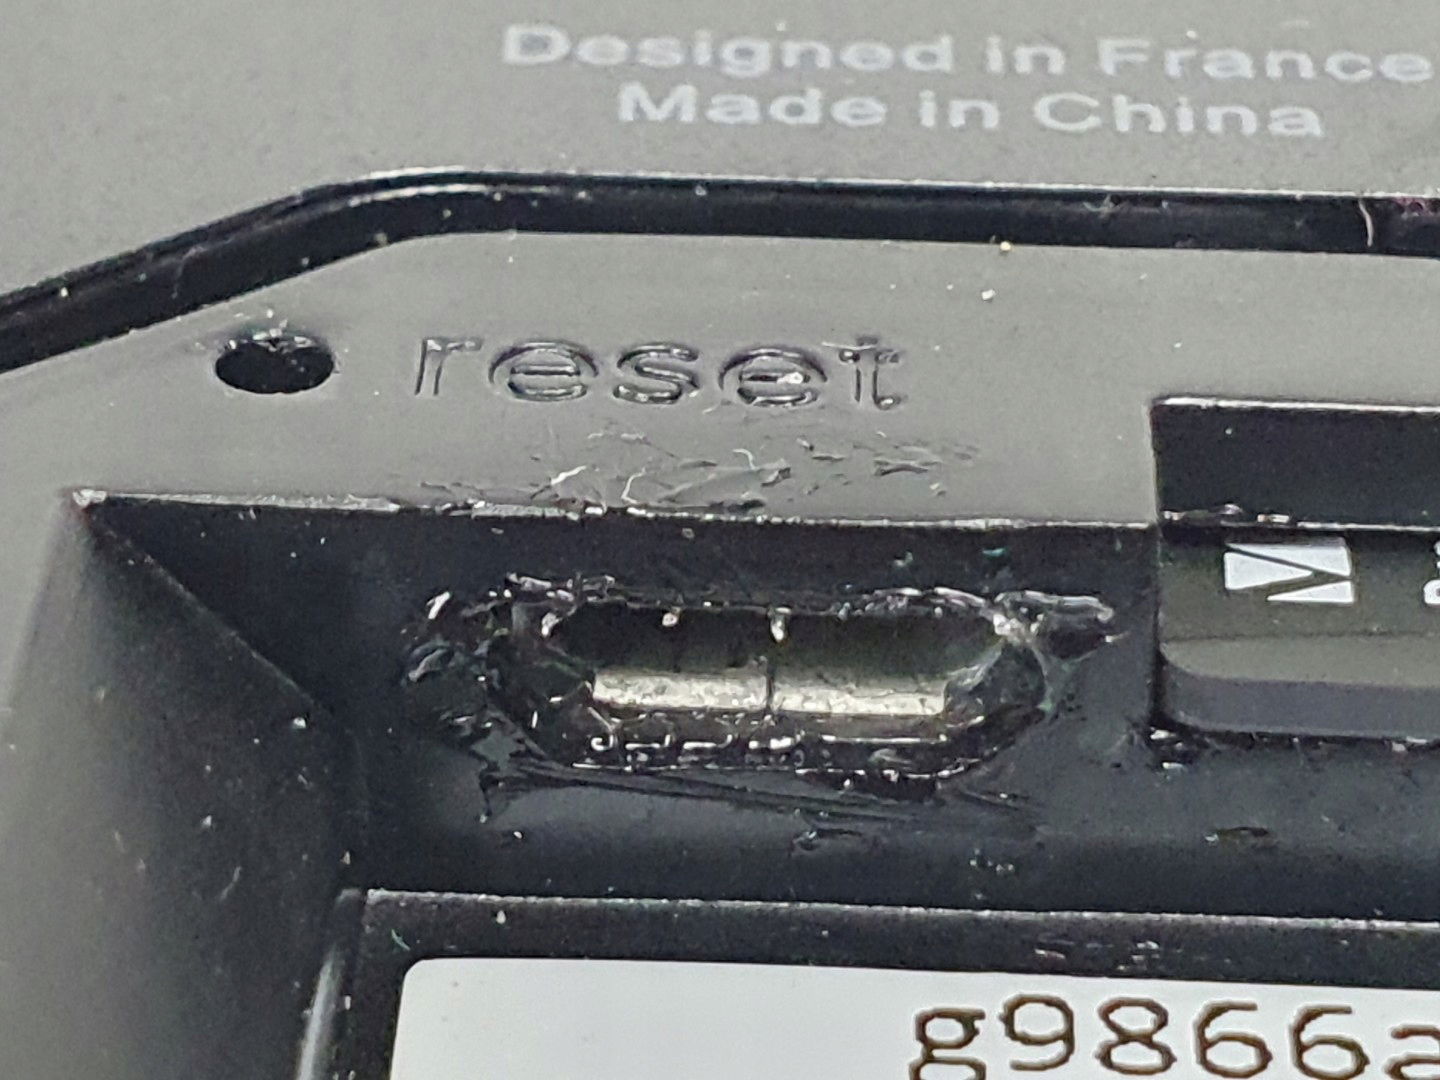 Designed in France
Made in China
reset
g9866a